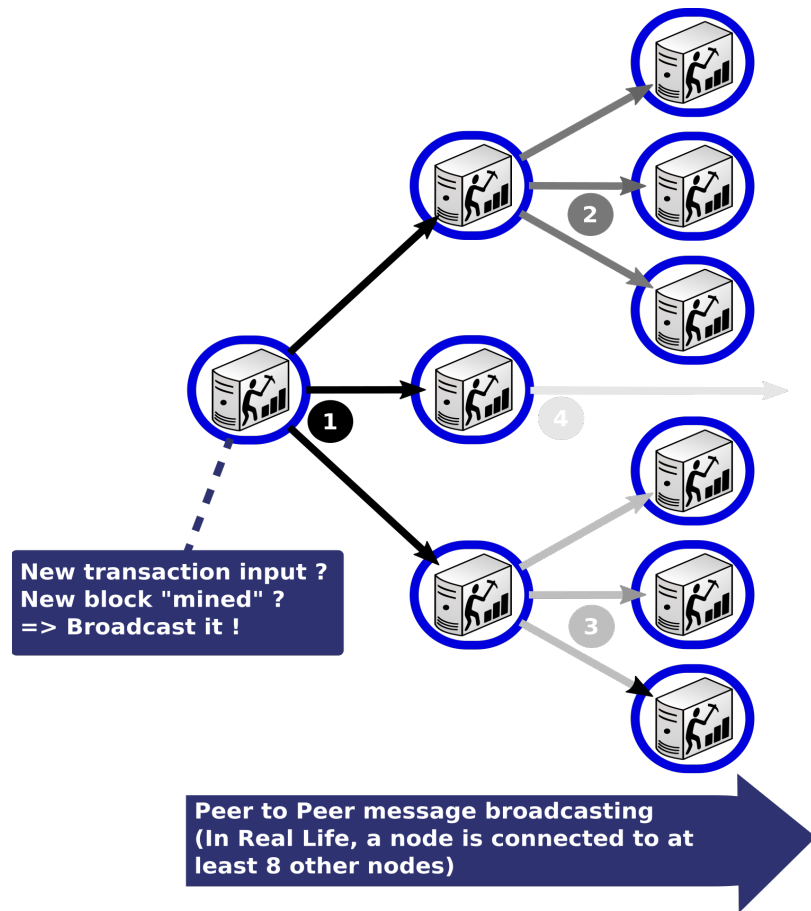 2
1
4
New transaction input ?
New block "mined" ?
=> Broadcast it !
3
Peer to Peer message broadcasting
(In Real Life, a node is connected to at
least 8 other nodes)